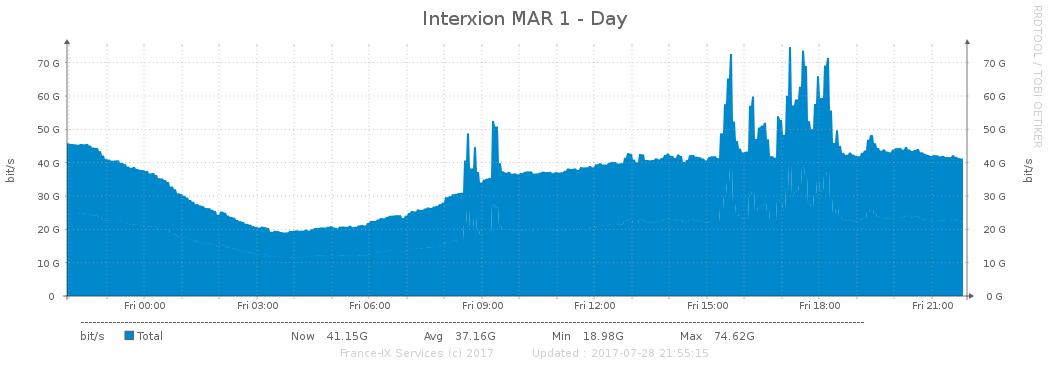 Interxion MAR 1 - Day
RRDTOOL / TOBI OETIKER
bit/s
70 G 70 G
60 G 60 G
50 G 50 G
40 G 40 G
30 G 30 G
20 G 20 G
10 G 10 G
0 0 G
bit/s
Fri 00:00 Fri 03:00 Fri 06:00 Fri 09:00 Fri 12:00 Fri 15:00 Fri 18:00 Fri 21:00
bit/s Total Now 41.15G Avg 37.16G Min 18.98G Max 74.62G
France-IX Services (c) 2017 Updated : 2017-07-28 21:55:15